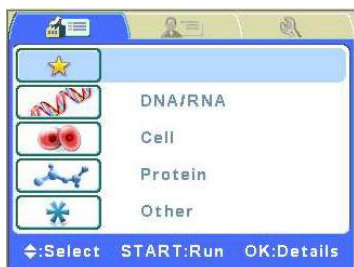 DNA/RNA
Cell
Protein
Other
:Select START:Run OK:Details